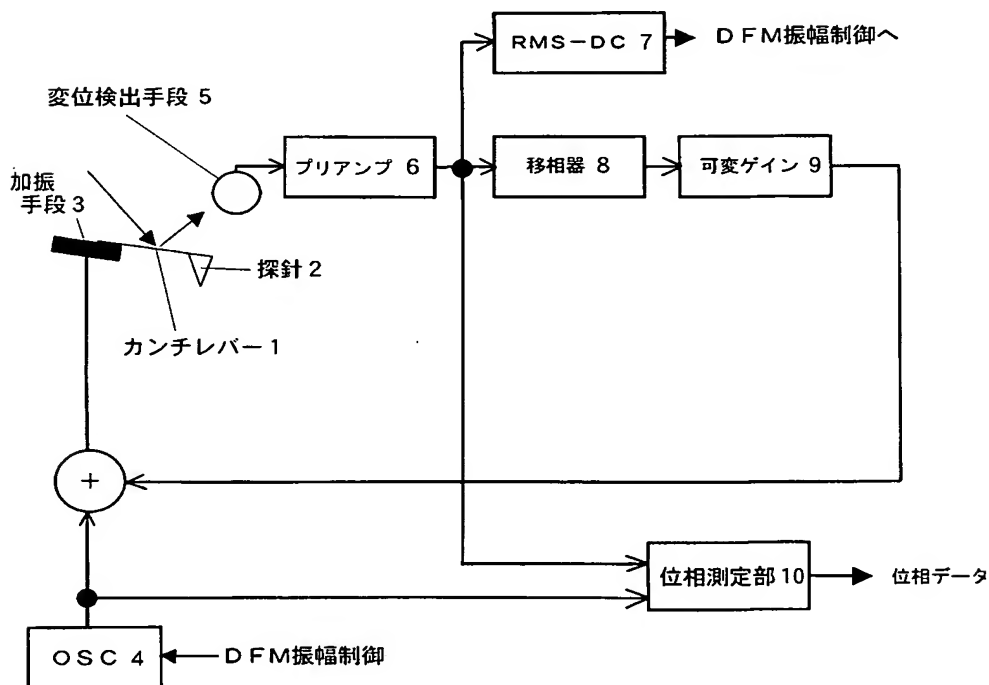 RMS-DC 7
DFM振幅制御へ
変位検出手段 5
プリアンプ 6
移相器 8
可変ゲイン 9
加振
手段 3
探針 2
カンチレバー 1
+
位相測定部 10
位相データ
OSC 4
DFM振幅制御